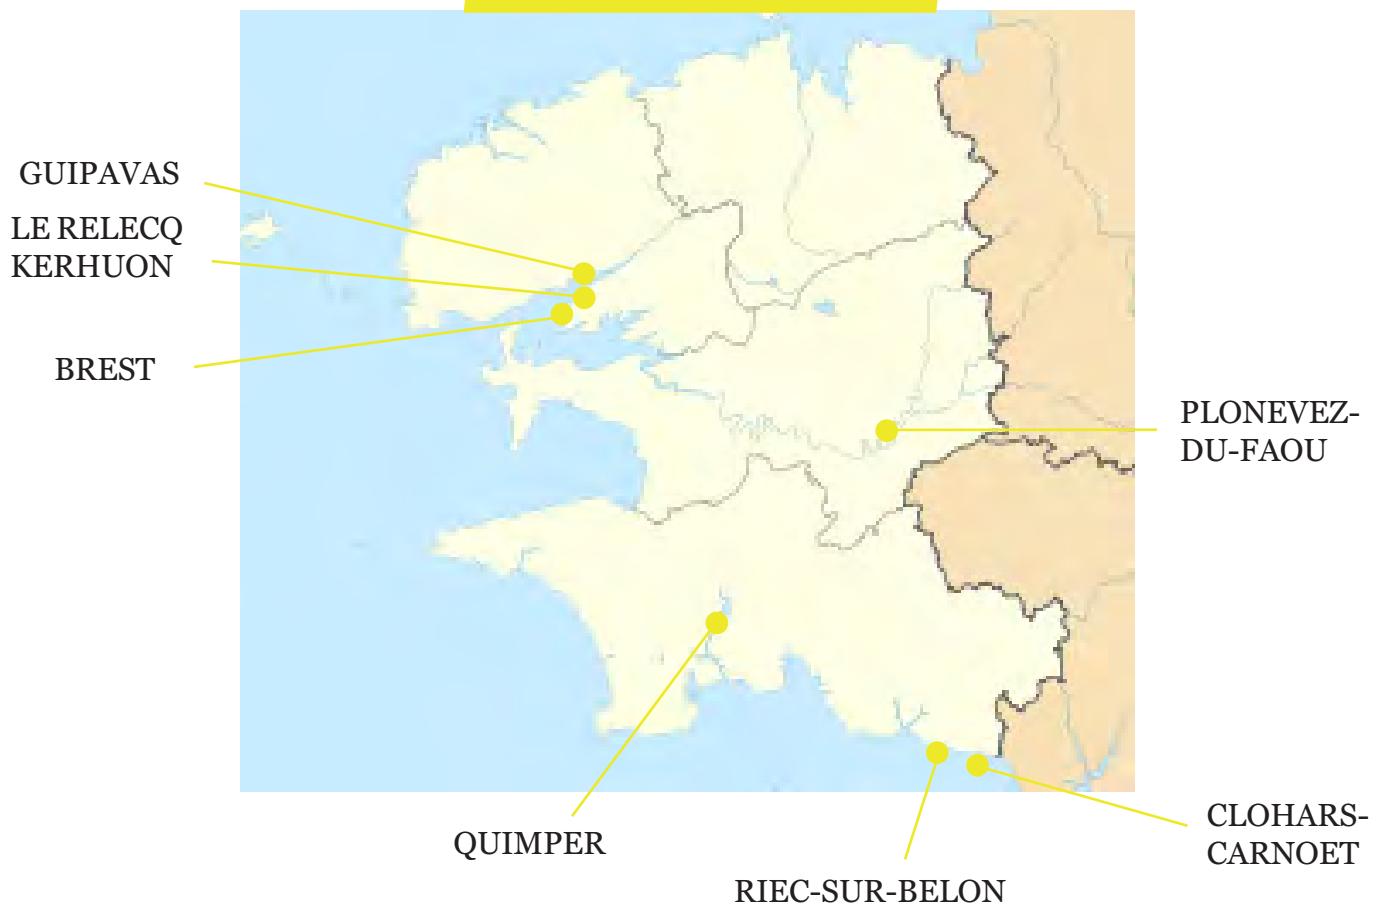 GUIPAVAS
LE RELECQ
KERHUON
BREST
PLONEVEZ-
DU-FAOU
QUIMPER
CLOHARS-
CARNOET
RIEC-SUR-BELON